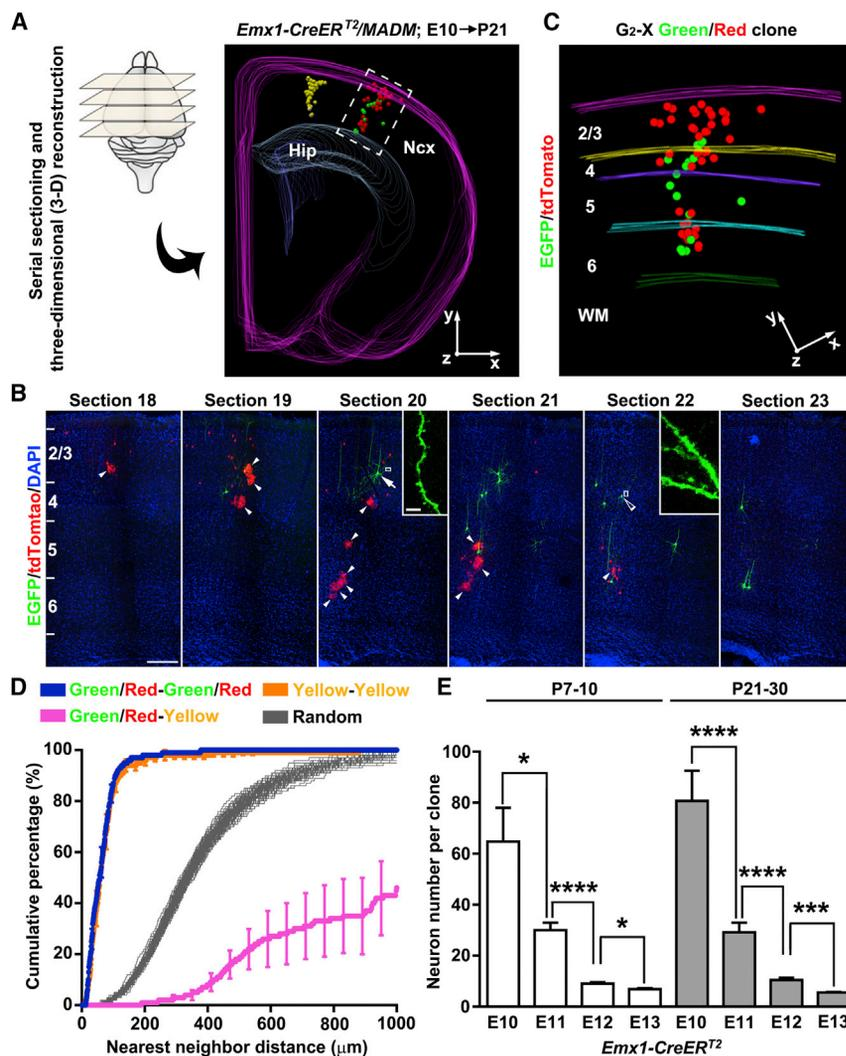 A
Emx1-CreERT2/MADM; E10→P21
Serial sectioning and
three-dimensional (3-D) reconstruction
Hip
Ncx
y
z
x
C
G2-X Green/Red clone
EGFP/tdTomato
2/3
4
5
6
WM
y
z
x
B
Section 18
Section 19
Section 20
Section 21
Section 22
Section 23
EGFP/tdTomtao/DAPI
2/3
4
5
6
D
Green/Red-Green/Red
Yellow-Yellow
Green/Red-Yellow
Random
Cumulative percentage (%)
100
80
60
40
20
0
0
200
400
600
800
1000
Nearest neighbor distance (μm)
E
P7-10
P21-30
Neuron number per clone
100
80
60
40
20
0
*
****
*
****
****
***
E10
E11
E12
E13
E10
E11
E12
E13
Emx1-CreERT2